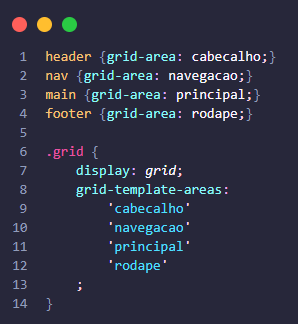 1 header {grid-area: cabecalho;}
2 nav {grid-area: navegacao;}
3 main {grid-area: principal;}
4 footer {grid-area: rodape;}
5
6 .grid {
7     display: grid;
8     grid-template-areas:
9         'cabecalho'
10         'navegacao'
11         'principal'
12         'rodape'
13     ;
14 }